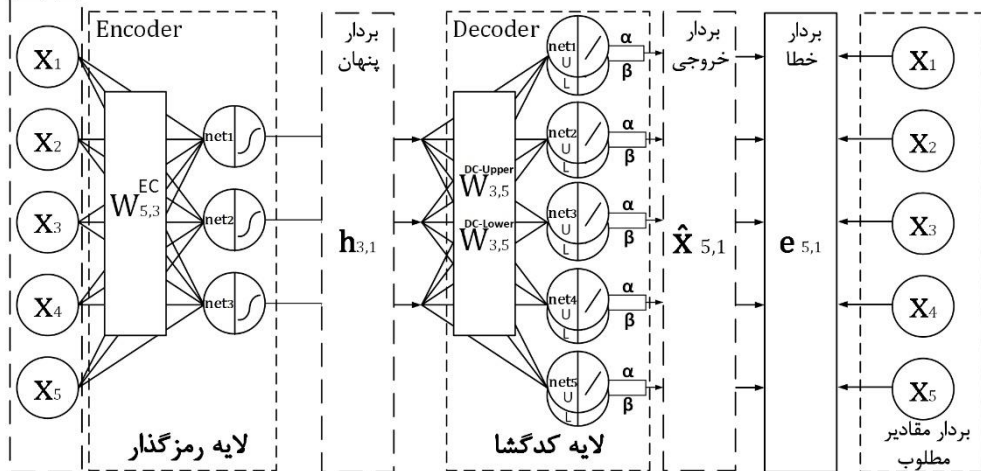 X1
X2
X3
X4
X5
Encoder
W EC 5,3
net1
net2
net3
لایه رمزگذار
بردار
پنهان
h3,1
Decoder
W DC-Upper 3,5
W DC-Lower 3,5
net1
U
L
α
β
net2
U
L
α
β
net3
U
L
α
β
net4
U
L
α
β
net5
U
L
α
β
لایه کدگشا
بردار
خروجی
x̂ 5,1
بردار
خطا
e 5,1
X1
X2
X3
X4
X5
بردار مقادیر
مطلوب